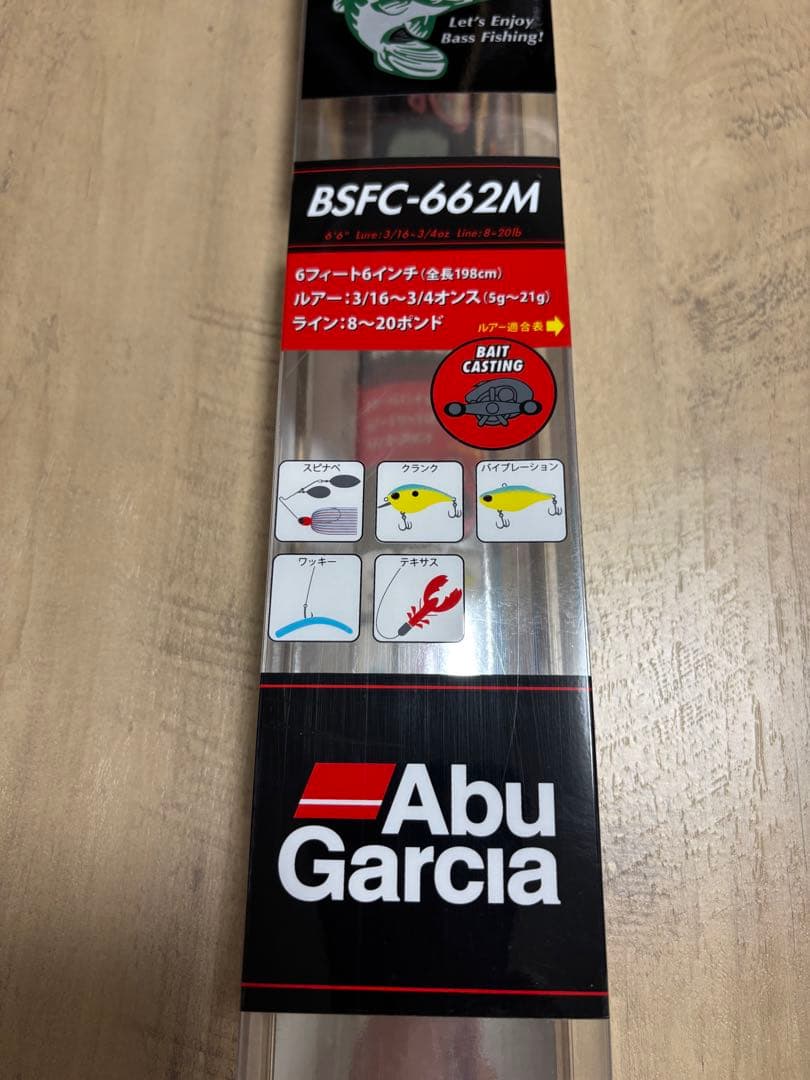 Let's Enjoy
Bass Fishing!
BSFC-662M
6'6" Lure:3/16-3/4oz Line:8-20lb
6フィート6インチ(全長198cm)
ルアー:3/16〜3/4オンス(5g〜21g)
ライン:8〜20ポンド
ルアー適合表
BAIT
CASTING
スピナベ クランク バイブレーション
ワッキー テキサス
Abu
Garcia